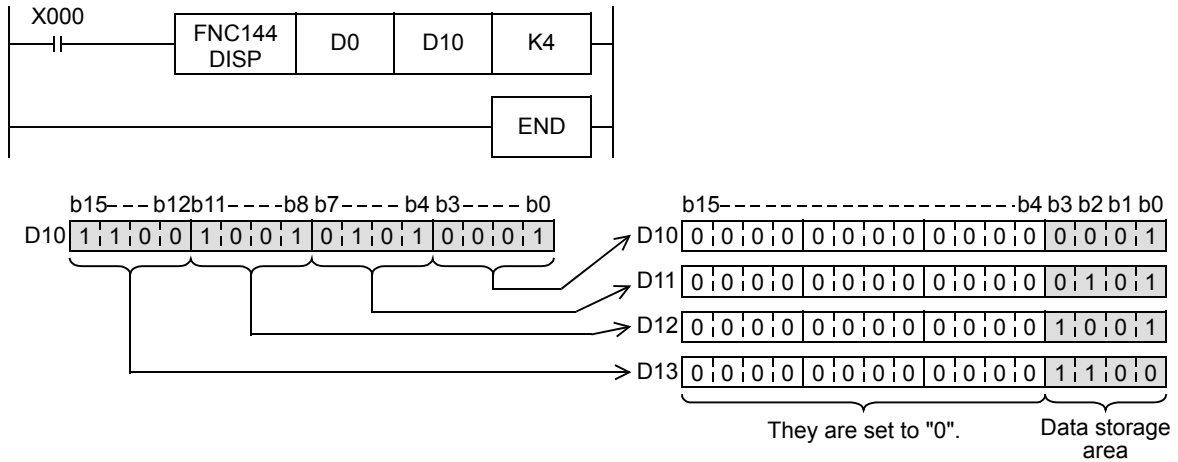 X000
FNC144
DISP
D0
D10
K4
END
b15 b12 b11 b8 b7 b4 b3 b0
D10 1 1 0 0 1 0 0 1 0 1 0 1 0 0 0 1
b15 b4 b3 b2 b1 b0
D10 0 0 0 0 0 0 0 0 0 0 0 0 0 0 0 1
D11 0 0 0 0 0 0 0 0 0 0 0 0 0 1 0 1
D12 0 0 0 0 0 0 0 0 0 0 0 0 1 0 0 1
D13 0 0 0 0 0 0 0 0 0 0 0 0 1 1 0 0
They are set to "0".
Data storage
area